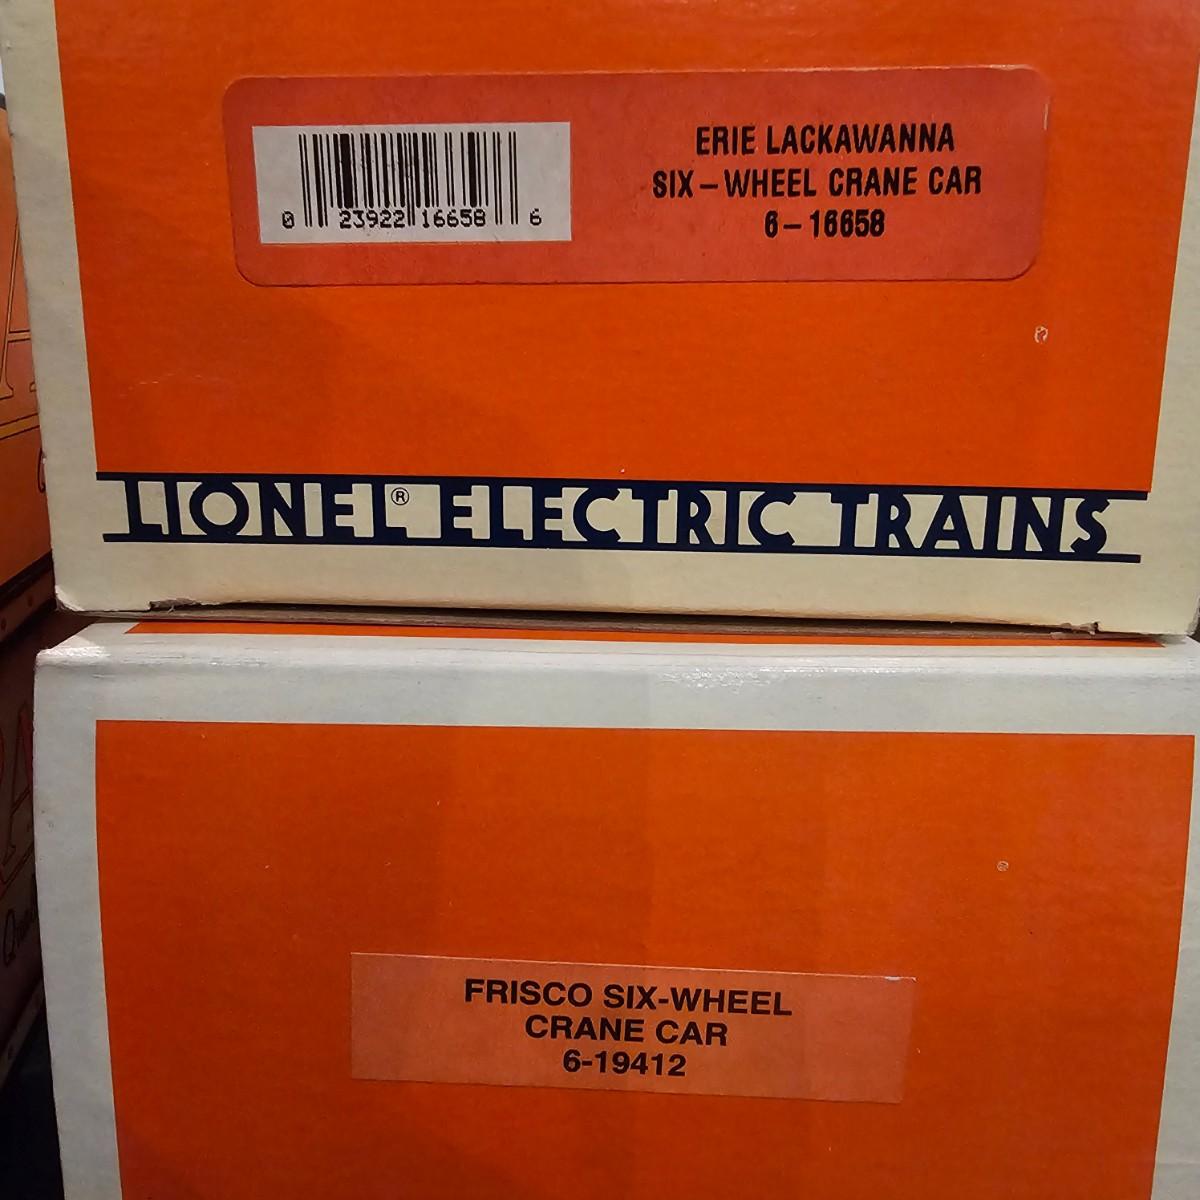 ERIE LACKAWANNA
SIX-WHEEL CRANE CAR
6-16658
0 23922 16658 6
LIONEL® ELECTRIC TRAINS
FRISCO SIX-WHEEL
CRANE CAR
6-19412